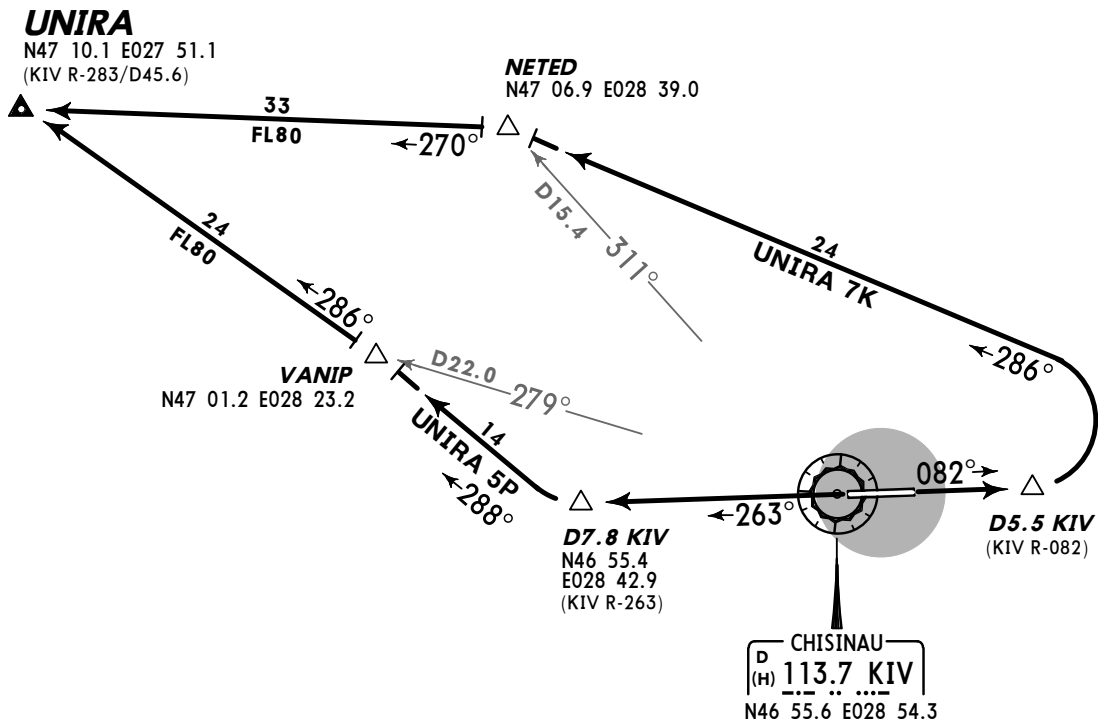 UNIRA
N47 10.1 E027 51.1
(KIV R-283/D45.6)
NETED
N47 06.9 E028 39.0
33
FL80
270°
D15.4
311°
24
UNIRA 7K
286°
24
FL80
286°
VANIP
N47 01.2 E028 23.2
D22.0
279°
14
UNIRA 5P
288°
D7.8 KIV
N46 55.4
E028 42.9
(KIV R-263)
263°
082°
D5.5 KIV
(KIV R-082)
CHISINAU
D
(H) 113.7 KIV
N46 55.6 E028 54.3